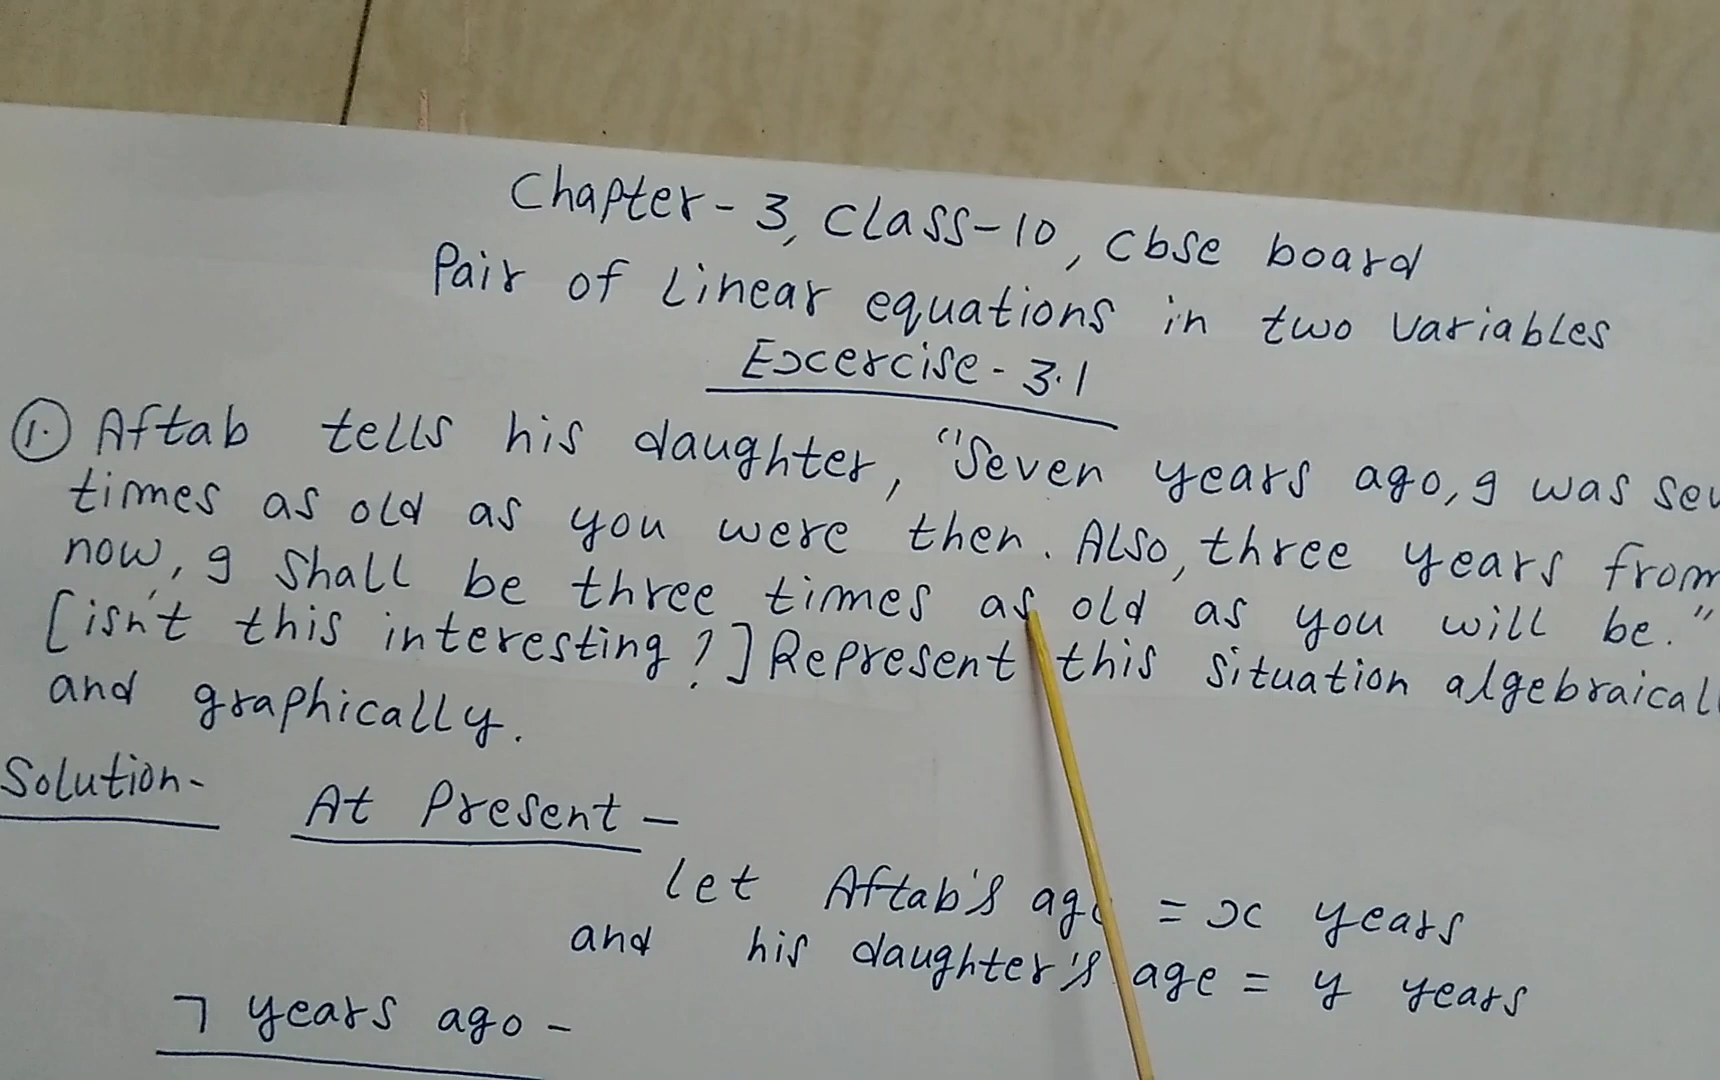 Chapter-3, Class-10, Cbse board
Pair of Linear equations in two variables
Excercise-3.1
1. Aftab tells his daughter, "Seven years ago, I was sev
times as old as you were then. Also, three years from
now, I shall be three times as old as you will be."
[isn't this interesting?] Represent this situation algebraical
and graphically.
Solution-
At Present-
let Aftab's age = x years
and his daughter's age = y years
7 years ago-